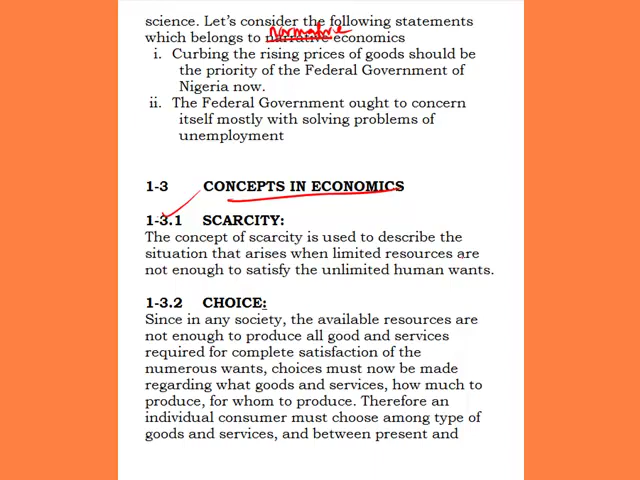 science. Let's consider the following statements
normative
which belongs to narrative economics
i. Curbing the rising prices of goods should be
the priority of the Federal Government of
Nigeria now.
ii. The Federal Government ought to concern
itself mostly with solving problems of
unemployment
1-3 CONCEPTS IN ECONOMICS
1-3.1 SCARCITY:
The concept of scarcity is used to describe the
situation that arises when limited resources are
not enough to satisfy the unlimited human wants.
1-3.2 CHOICE:
Since in any society, the available resources are
not enough to produce all good and services
required for complete satisfaction of the
numerous wants, choices must now be made
regarding what goods and services, how much to
produce, for whom to produce. Therefore an
individual consumer must choose among type of
goods and services, and between present and